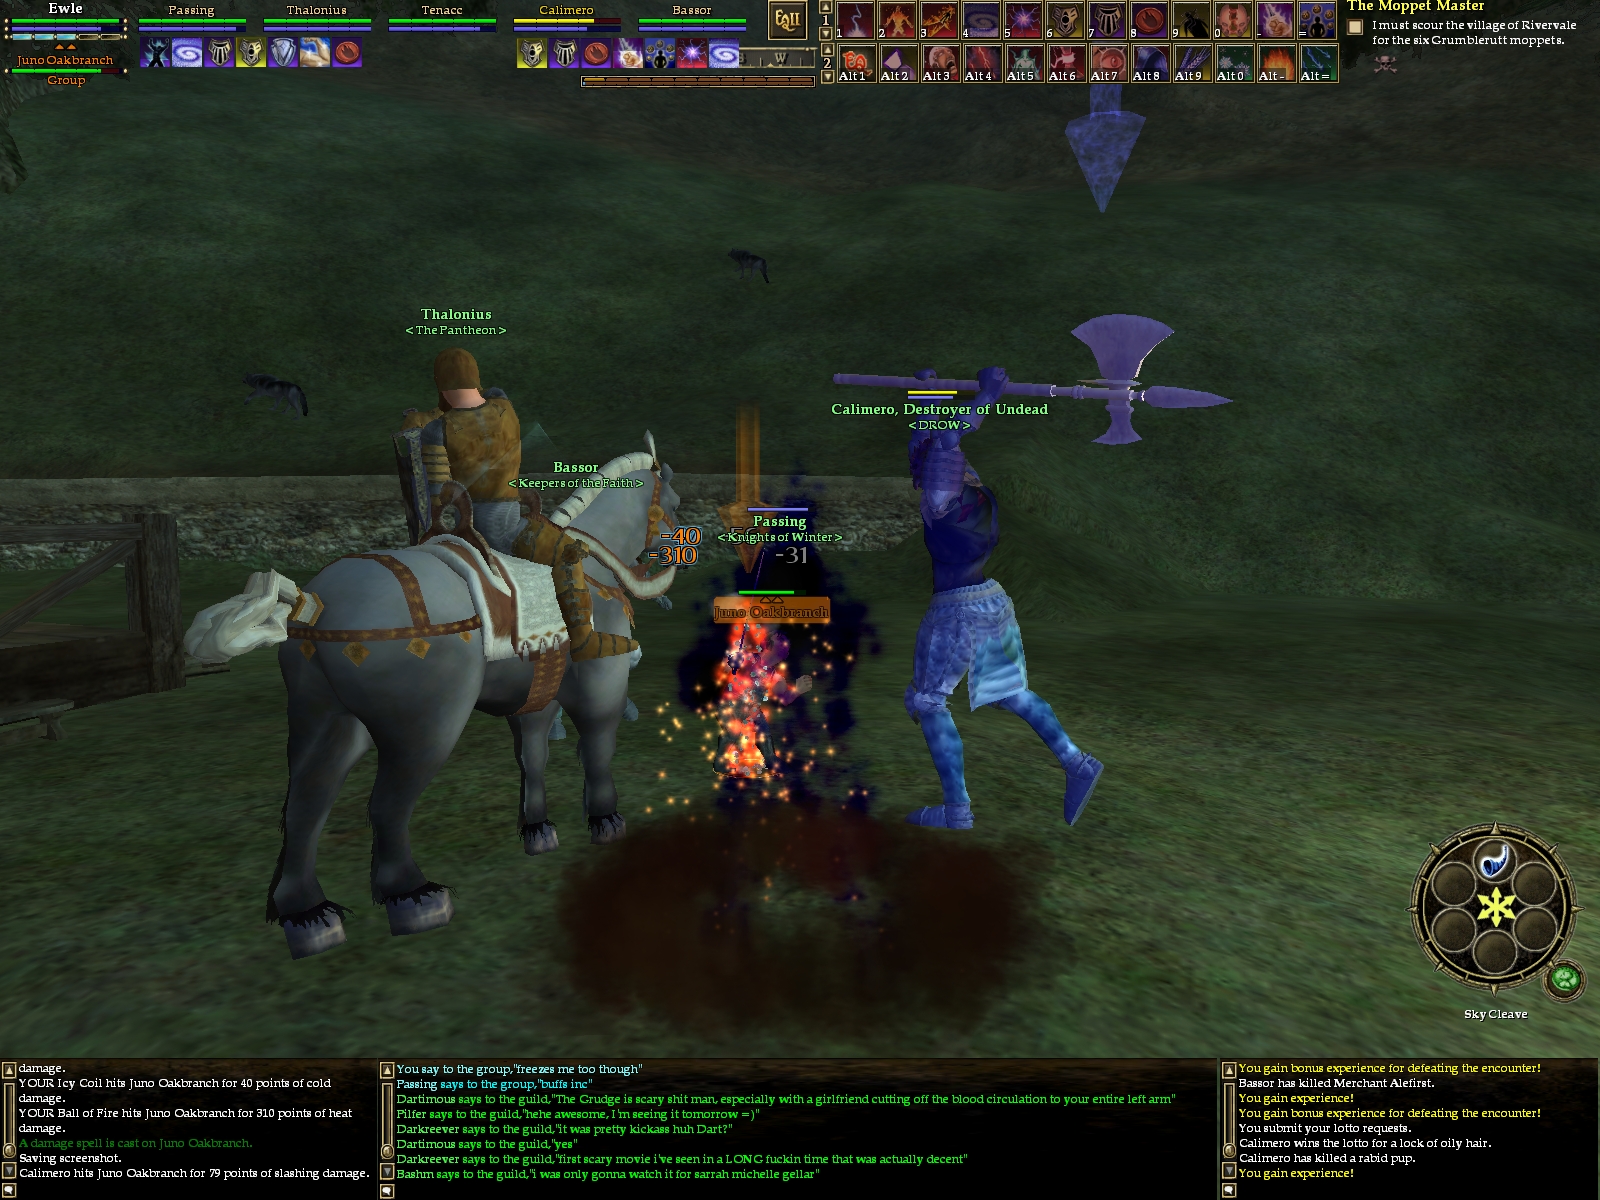 Ewle
Juno Oakbranch
Group
Passing
Thalonius
Tenacc
Calimero
Bassor
W
EQII
1
1 2 3 4 5 6 7 8 9 0 - =
2
Alt1 Alt2 Alt3 Alt4 Alt5 Alt6 Alt7 Alt8 Alt9 Alt0 Alt- Alt=
The Moppet Master
I must scour the village of Rivervale
for the six Grumblerutt moppets.
Thalonius
<The Pantheon>
Calimero, Destroyer of Undead
<DROW>
Bassor
<Keepers of the Faith>
Passing
<Knights of Winter>
-40
-310
-31
Juno Oakbranch
Sky Cleave
damage.
YOUR Icy Coil hits Juno Oakbranch for 40 points of cold
damage.
YOUR Ball of Fire hits Juno Oakbranch for 310 points of heat
damage.
A damage spell is cast on Juno Oakbranch.
Saving screenshot.
Calimero hits Juno Oakbranch for 79 points of slashing damage.
You say to the group,"freezes me too though"
Passing says to the group,"buffs inc"
Dartimous says to the guild,"The Grudge is scary shit man, especially with a girlfriend cutting off the blood circulation to your entire left arm"
Pilfer says to the guild,"hehe awesome, I'm seeing it tomorrow =)"
Darkreever says to the guild,"it was pretty kickass huh Dart?"
Dartimous says to the guild,"yes"
Darkreever says to the guild,"first scary movie i've seen in a LONG fuckin time that was actually decent"
Bashm says to the guild,"i was only gonna watch it for sarrah michelle gellar"
You gain bonus experience for defeating the encounter!
Bassor has killed Merchant Alefirst.
You gain experience!
You gain bonus experience for defeating the encounter!
You submit your lotto requests.
Calimero wins the lotto for a lock of oily hair.
Calimero has killed a rabid pup.
You gain experience!